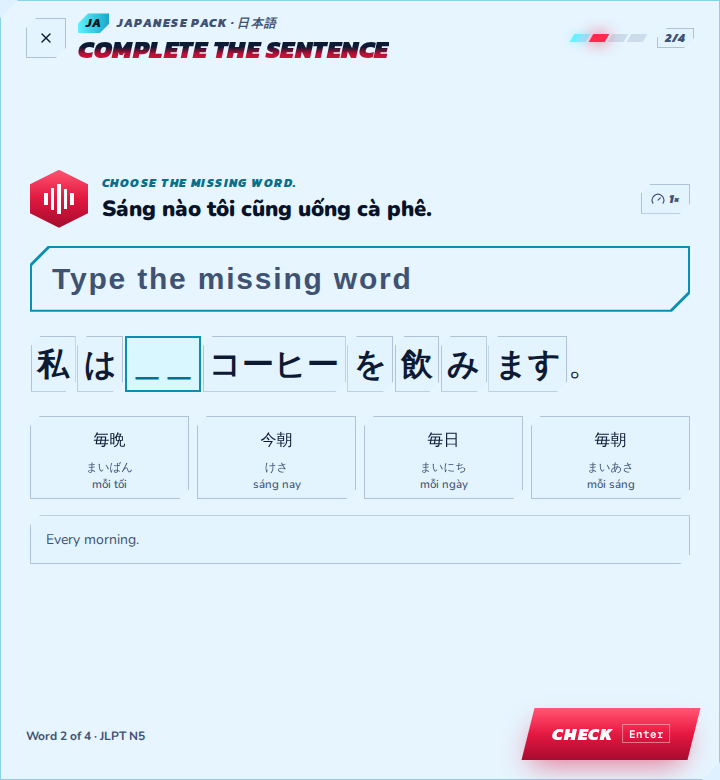 JA JAPANESE PACK · 日本語
COMPLETE THE SENTENCE
2/4
CHOOSE THE MISSING WORD.
Sáng nào tôi cũng uống cà phê.
1×
Type the missing word
私 は _ _ コーヒー を 飲 み ます 。
毎晩 今朝 毎日 毎朝
まいばん けさ まいにち まいあさ
mỗi tối sáng nay mỗi ngày mỗi sáng
Every morning.
Word 2 of 4 · JLPT N5
CHECK Enter